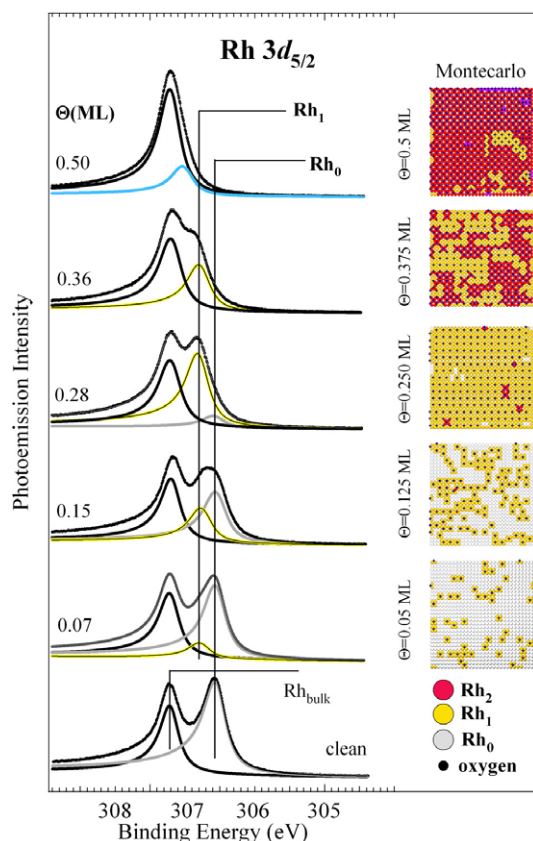 Rh 3d5/2
Montecarlo
Θ(ML)
Rh1
Rh0
0.50
Θ=0.5 ML
0.36
Θ=0.375 ML
0.28
Θ=0.250 ML
0.15
Θ=0.125 ML
0.07
Θ=0.05 ML
Rhbulk
clean
Rh2
Rh1
Rh0
oxygen
Photoemission Intensity
308 307 306 305
Binding Energy (eV)